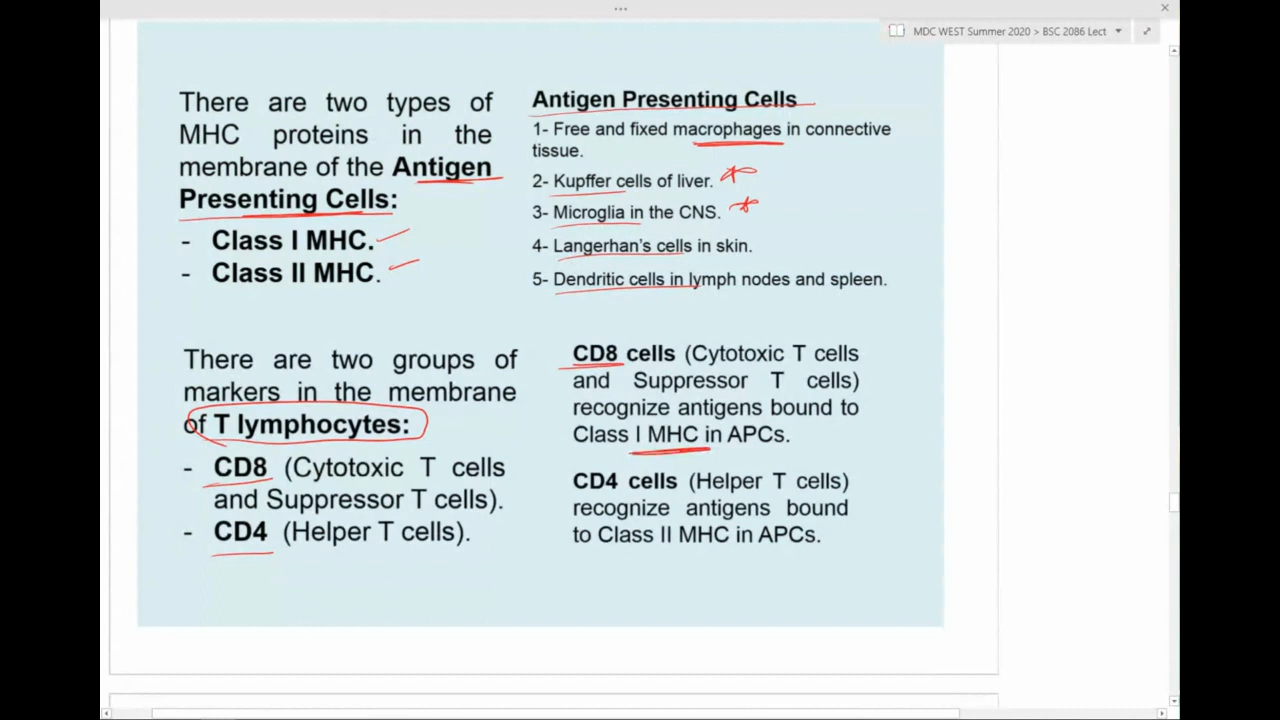 MDC WEST Summer 2020 > BSC 2086 Lect
There are two types of
MHC proteins in the
membrane of the Antigen
Presenting Cells:
- Class I MHC.
- Class II MHC.
Antigen Presenting Cells
1- Free and fixed macrophages in connective
tissue.
2- Kupffer cells of liver.
3- Microglia in the CNS.
4- Langerhan's cells in skin.
5- Dendritic cells in lymph nodes and spleen.
There are two groups of
markers in the membrane
of T lymphocytes:
- CD8 (Cytotoxic T cells
and Suppressor T cells).
- CD4 (Helper T cells).
CD8 cells (Cytotoxic T cells
and Suppressor T cells)
recognize antigens bound to
Class I MHC in APCs.
CD4 cells (Helper T cells)
recognize antigens bound
to Class II MHC in APCs.